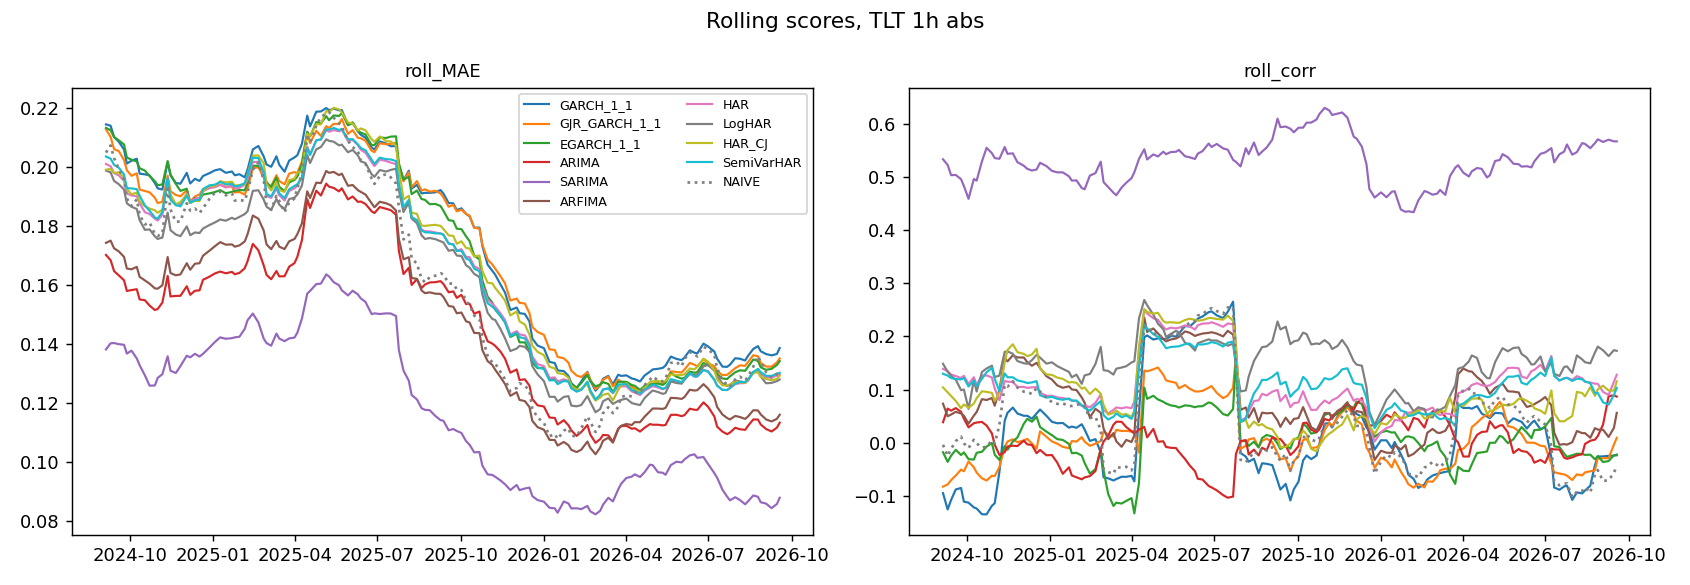 Rolling scores, TLT 1h abs
roll_MAE
0.22
0.20
0.18
0.16
0.14
0.12
0.10
0.08
2024-10 2025-01 2025-04 2025-07 2025-10 2026-01 2026-04 2026-07 2026-10
GARCH_1_1
GJR_GARCH_1_1
EGARCH_1_1
ARIMA
SARIMA
ARFIMA
HAR
LogHAR
HAR_CJ
SemiVarHAR
NAIVE
roll_corr
0.6
0.5
0.4
0.3
0.2
0.1
0.0
−0.1
2024-10 2025-01 2025-04 2025-07 2025-10 2026-01 2026-04 2026-07 2026-10